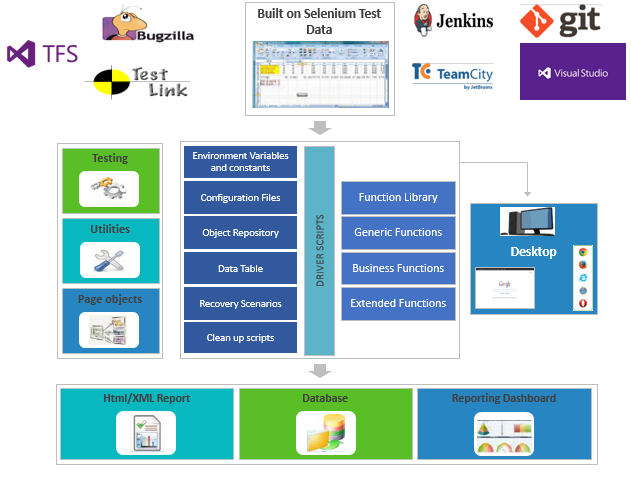 TFS
Bugzilla
Test
Link
Built on Selenium Test
Data
Jenkins
git
TeamCity
by JetBrains
Visual Studio
Testing
Utilities
Page objects
Environment Variables
and constants
Configuration Files
Object Repository
Data Table
Recovery Scenarios
Clean up scripts
DRIVER SCRIPTS
Function Library
Generic Functions
Business Functions
Extended Functions
Desktop
Google
Html/XML Report
Database
Reporting Dashboard